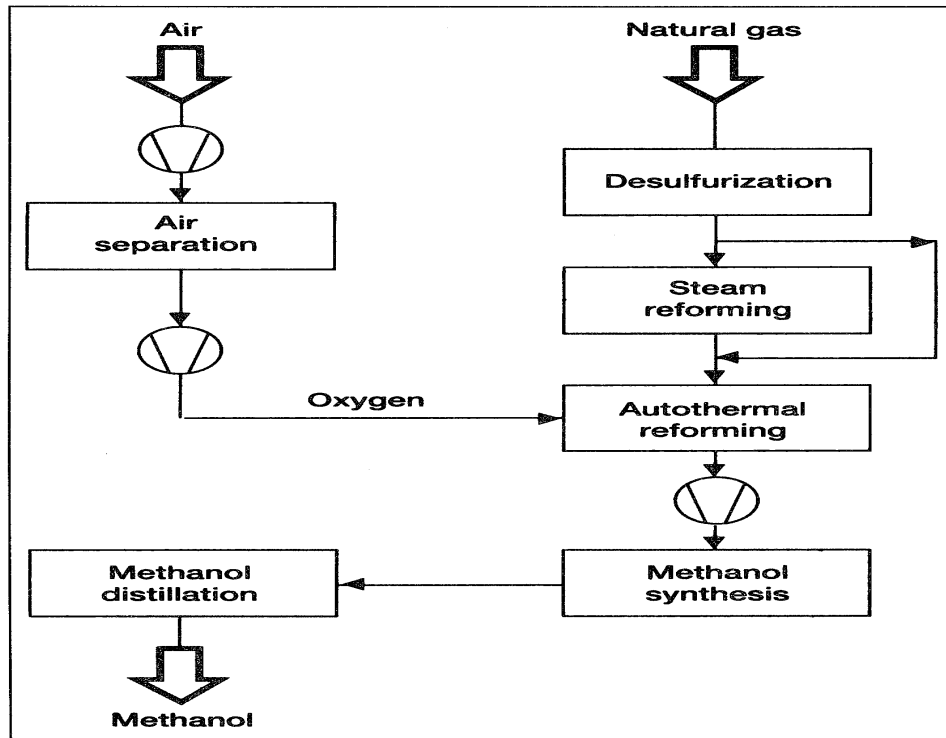 Air
Natural gas
Desulfurization
Air
separation
Steam
reforming
Oxygen
Autothermal
reforming
Methanol
distillation
Methanol
synthesis
Methanol